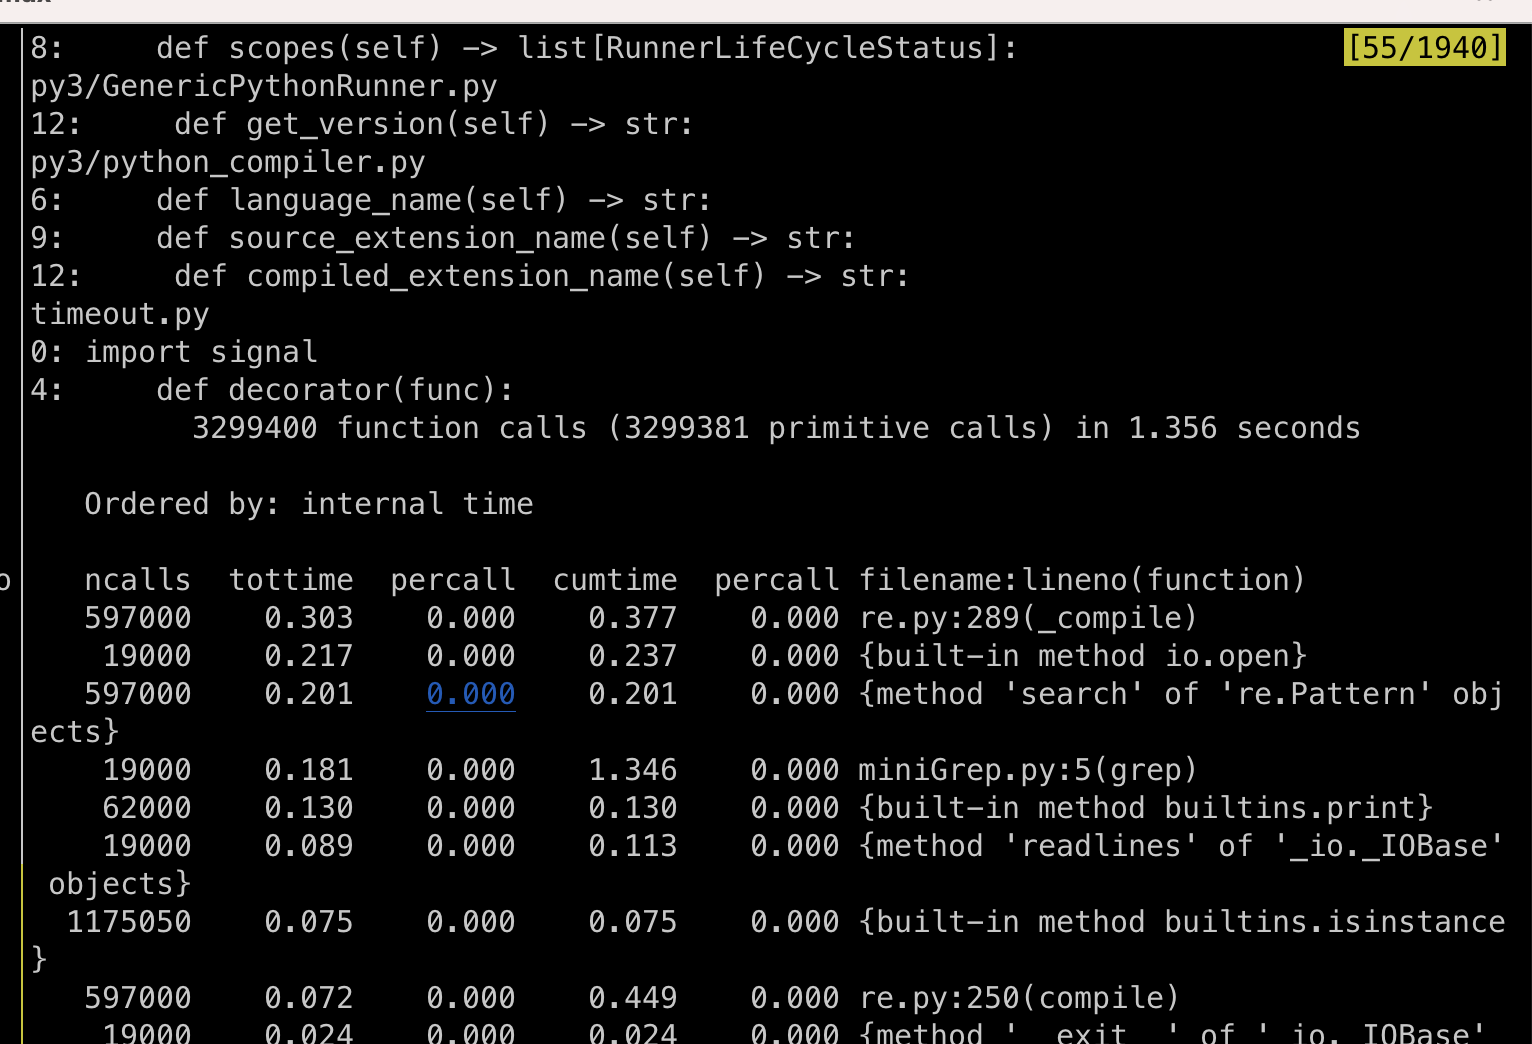 8:     def scopes(self) -> list[RunnerLifeCycleStatus]: [55/1940]
py3/GenericPythonRunner.py
12:     def get_version(self) -> str:
py3/python_compiler.py
6:     def language_name(self) -> str:
9:     def source_extension_name(self) -> str:
12:     def compiled_extension_name(self) -> str:
timeout.py
0: import signal
4:     def decorator(func):
         3299400 function calls (3299381 primitive calls) in 1.356 seconds
   Ordered by: internal time
   ncalls  tottime  percall  cumtime  percall filename:lineno(function)
   597000    0.303    0.000    0.377    0.000 re.py:289(_compile)
    19000    0.217    0.000    0.237    0.000 {built-in method io.open}
   597000    0.201    0.000    0.201    0.000 {method 'search' of 're.Pattern' obj
ects}
    19000    0.181    0.000    1.346    0.000 miniGrep.py:5(grep)
    62000    0.130    0.000    0.130    0.000 {built-in method builtins.print}
    19000    0.089    0.000    0.113    0.000 {method 'readlines' of '_io._IOBase'
 objects}
  1175050    0.075    0.000    0.075    0.000 {built-in method builtins.isinstance
}
   597000    0.072    0.000    0.449    0.000 re.py:250(compile)
    19000    0.024    0.000    0.024    0.000 {method '__exit__' of '_io._IOBase'